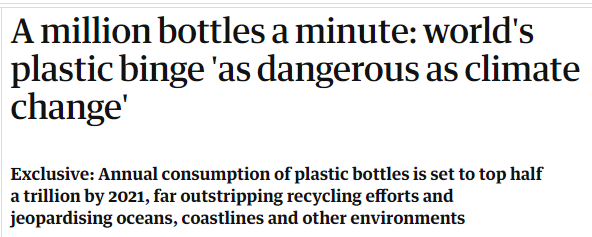 A million bottles a minute: world's
plastic binge 'as dangerous as climate
change'
Exclusive: Annual consumption of plastic bottles is set to top half
a trillion by 2021, far outstripping recycling efforts and
jeopardising oceans, coastlines and other environments